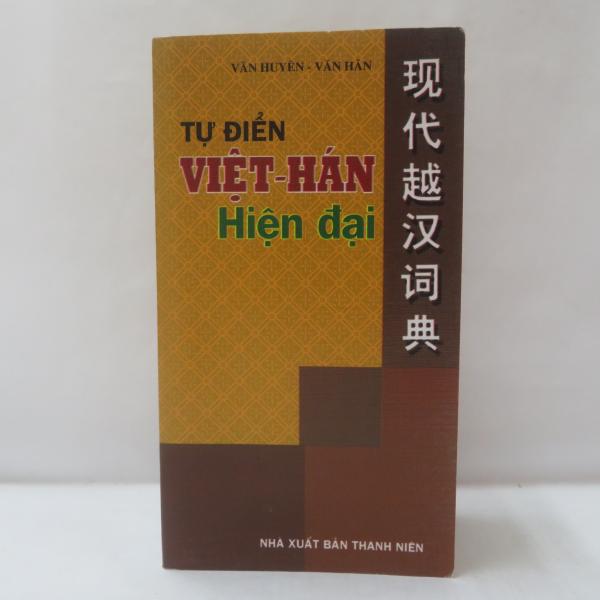 VĂN HUYÊN - VĂN HÂN
TỰ ĐIỂN
VIỆT-HÁN
Hiện đại
现代越汉词典
NHÀ XUẤT BẢN THANH NIÊN